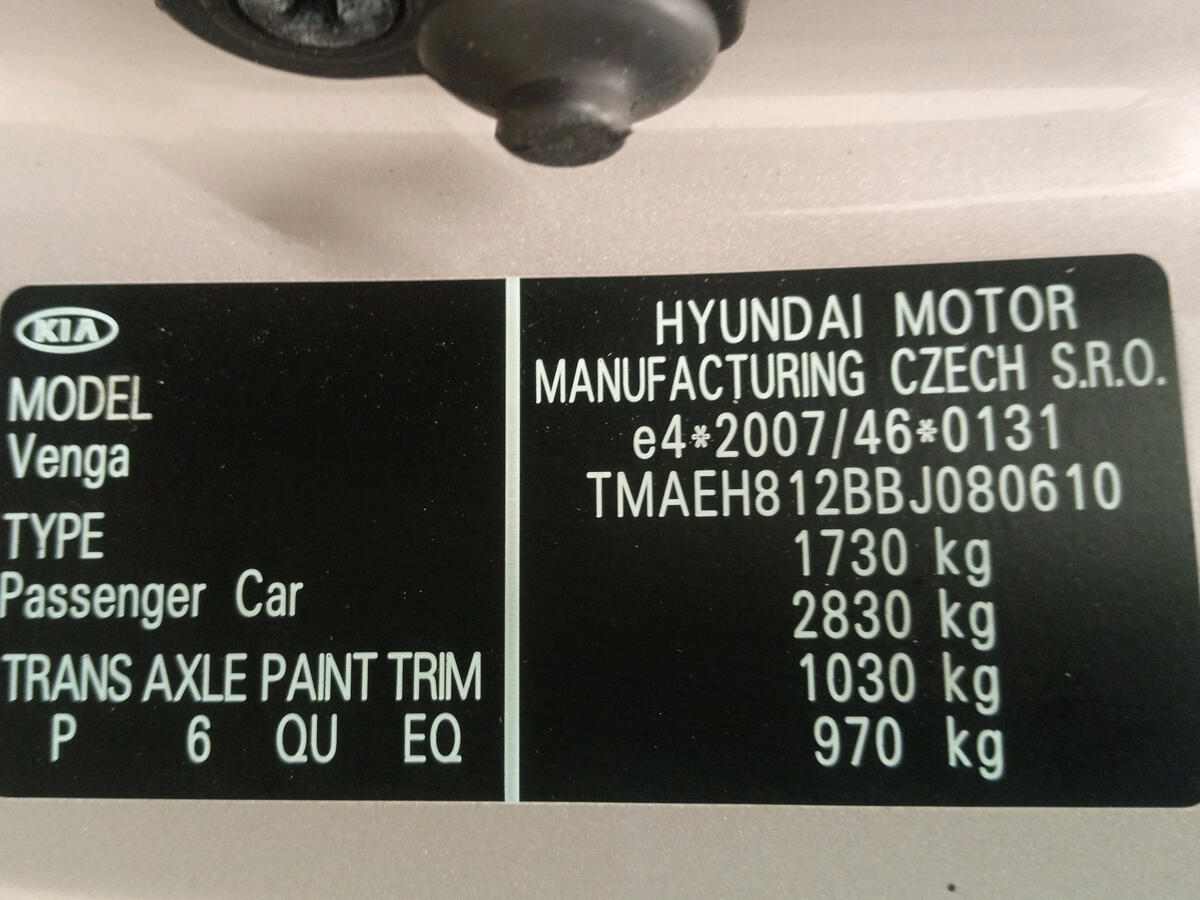 KIA
MODEL
Venga
TYPE
Passenger Car
TRANS AXLE PAINT TRIM
P 6 QU EQ
HYUNDAI MOTOR
MANUFACTURING CZECH S.R.O.
e4*2007/46*0131
TMAEH812BBJ080610
1730 kg
2830 kg
1030 kg
970 kg